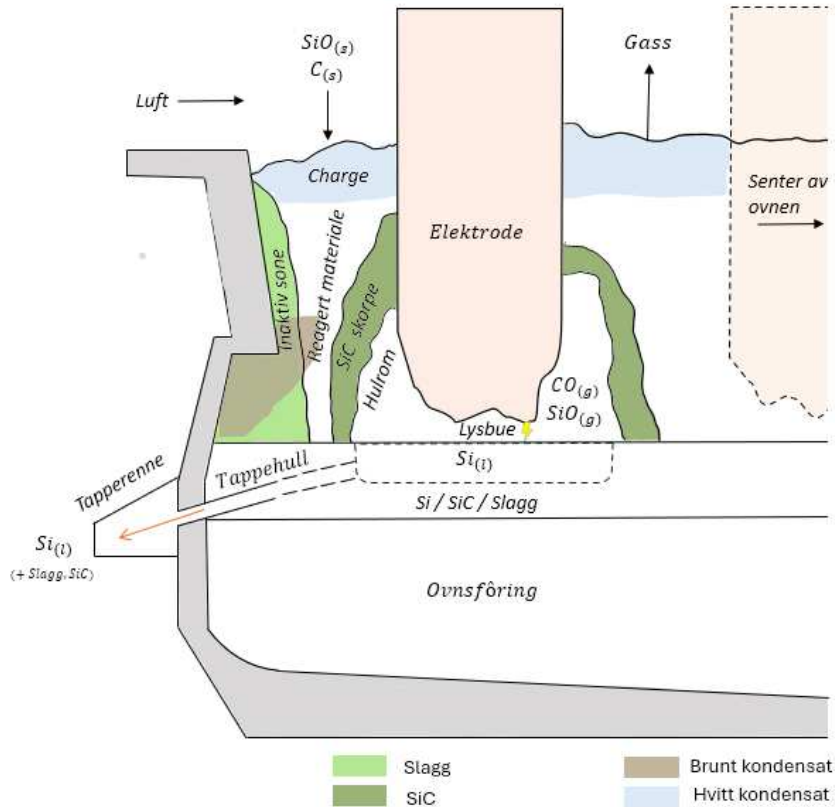 SiO(s)
C(s)
Gass
Luft
Charge
Elektrode
Senter av
ovnen
Inaktiv sone
Reagert materiale
SiC skorpe
Hulrom
CO(g)
SiO(g)
Lysbue
Si(l)
Tapperenne
Tappehull
Si / SiC / Slagg
Si(l)
(+ Slagg, SiC)
Ovnsfôring
Slagg
SiC
Brunt kondensat
Hvitt kondensat